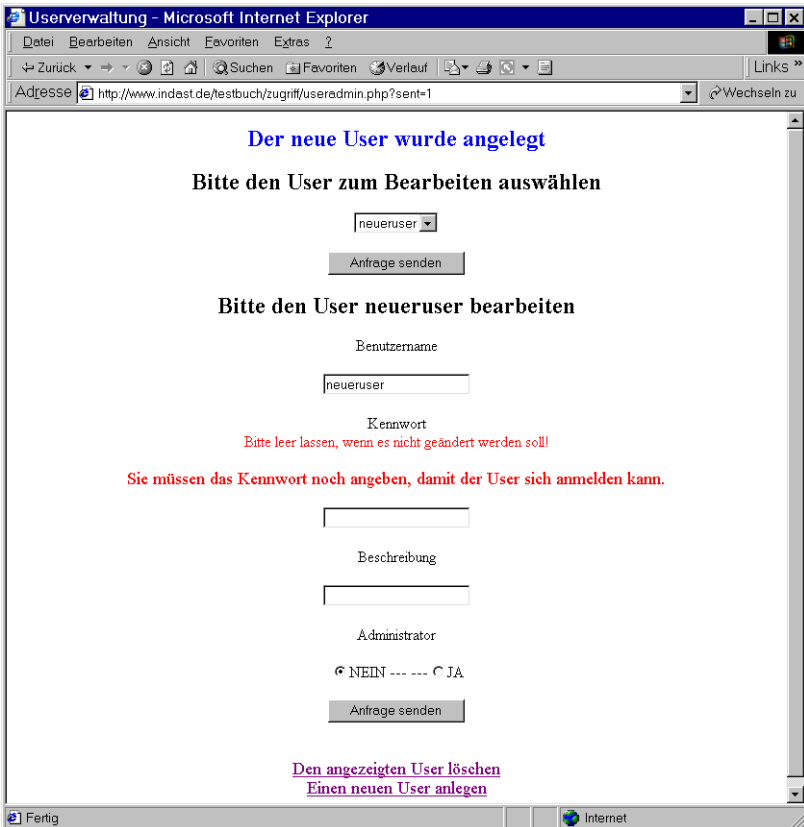 Userverwaltung - Microsoft Internet Explorer
Datei Bearbeiten Ansicht Favoriten Extras ?
Zurück Suchen Favoriten Verlauf Links »
Adresse http://www.indast.de/testbuch/zugriff/useradmin.php?sent=1 Wechseln zu
Der neue User wurde angelegt
Bitte den User zum Bearbeiten auswählen
neueruser
Anfrage senden
Bitte den User neueruser bearbeiten
Benutzername
neueruser
Kennwort
Bitte leer lassen, wenn es nicht geändert werden soll!
Sie müssen das Kennwort noch angeben, damit der User sich anmelden kann.
Beschreibung
Administrator
NEIN --- --- JA
Anfrage senden
Den angezeigten User löschen
Einen neuen User anlegen
Fertig Internet